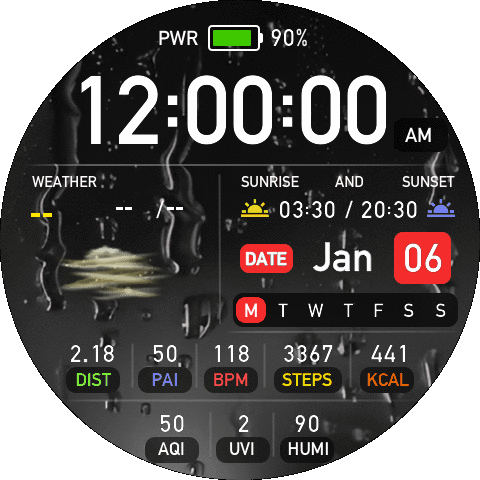 PWR 90%
12:00:00 AM
WEATHER
-- -- /--
SUNRISE AND SUNSET
03:30 / 20:30
DATE Jan 06
M T W T F S S
2.18 50 118 3367 441
DIST PAI BPM STEPS KCAL
50 2 90
AQI UVI HUMI